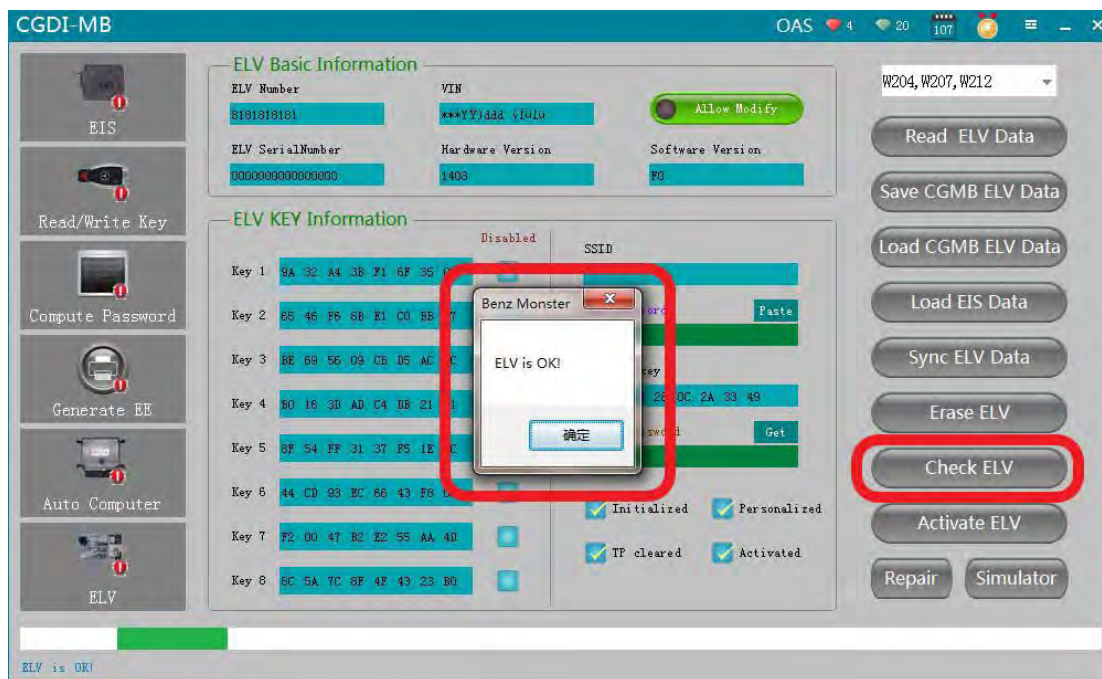 CGDI-MB
OAS 4 20 107
EIS
Read/Write Key
Compute Password
Generate EE
Auto Computer
ELV
ELV Basic Information
ELV Number
VIN
8181818181
Allow Modify
ELV SerialNumber
Hardware Version
Software Version
0000000000000000
1408
F0
ELV KEY Information
Disabled
Key 1 9A 32 A4 3B F1 6F 35
Key 2 65 46 F6 6B E1 C0 BB
Key 3 BE 69 56 09 CB D5 AC
Key 4 B0 16 3D AD C4 DB 21
Key 5 8F 54 FF 31 37 F5 1E
Key 6 44 CD 93 EC 66 43 F8
Key 7 F2 00 47 B2 E2 55 AA 4D
Key 8 8C 5A 7C 8F 4F 43 23 B0
SSID
Paste
0C 2A 33 49
Get
Initialized
Personalized
TP cleared
Activated
Benz Monster
ELV is OK!
确定
W204, W207, W212
Read ELV Data
Save CGMB ELV Data
Load CGMB ELV Data
Load EIS Data
Sync ELV Data
Erase ELV
Check ELV
Activate ELV
Repair
Simulator
ELV is OK!